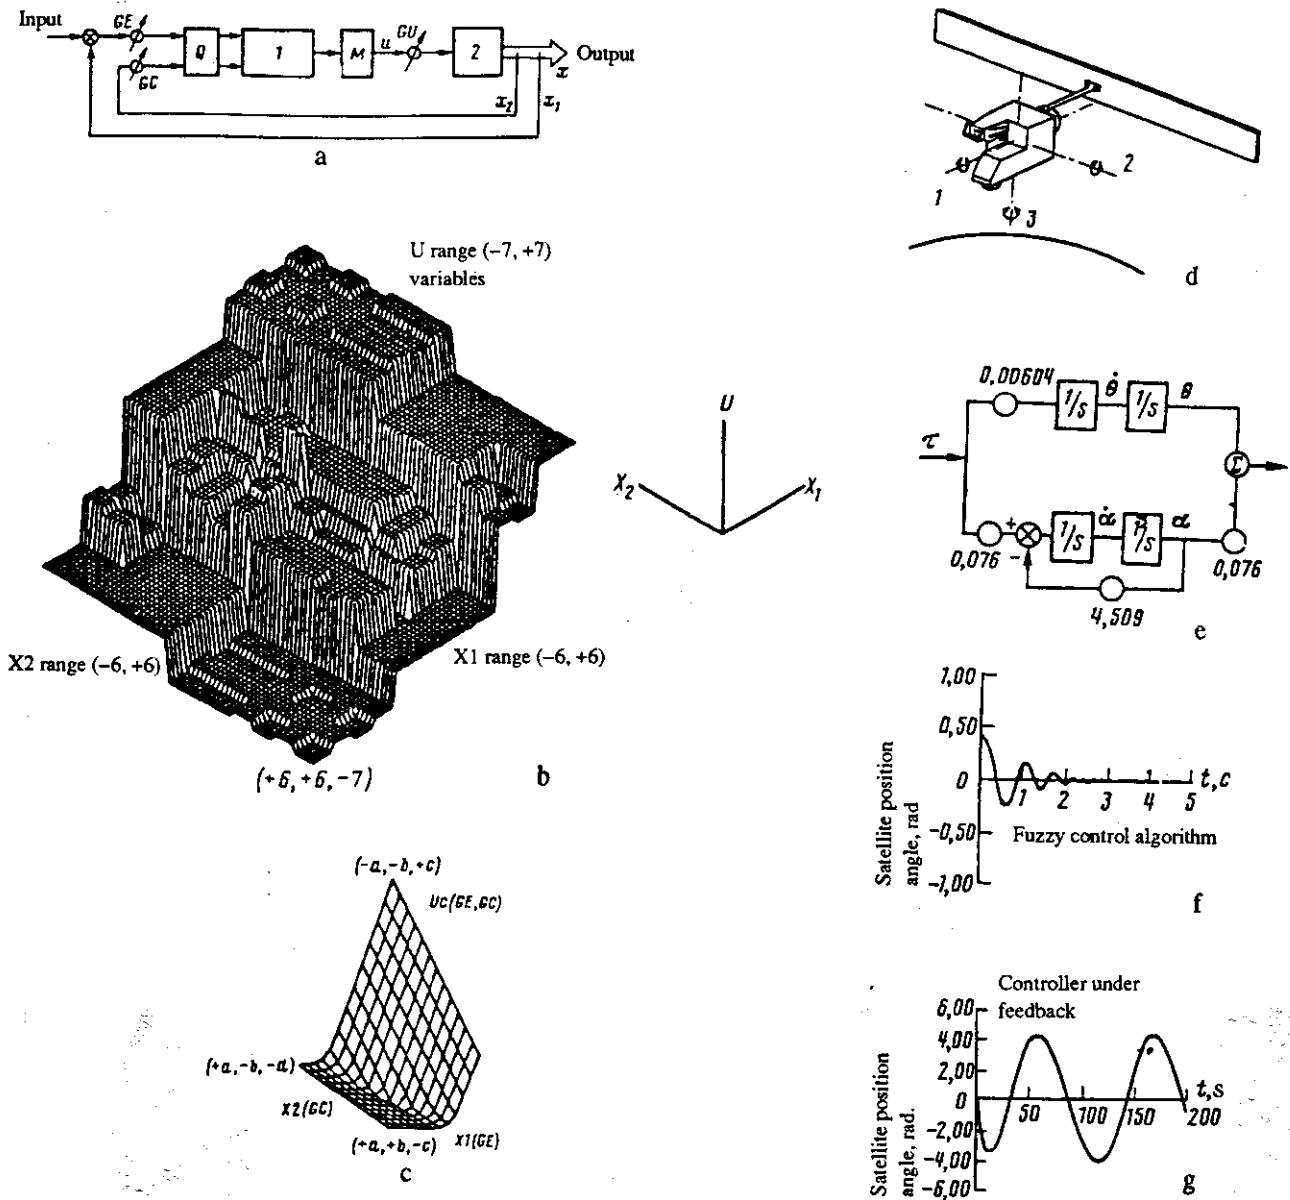 Input
GE
GC
Q
1
M
u
GU
2
x
x₂
x₁
Output
a
U range (−7, +7)
variables
U
X₂
X₁
X2 range (−6, +6)
X1 range (−6, +6)
(+6, +6, −7)
b
(-a,-b,+c)
Uc(GE,GC)
(+a,-b,-d)
X2(GC)
(+a,+b,-c)
X1(GE)
c
1
2
3
d
0,00604
1/s
θ̇
1/s
θ
τ
Σ
+
−
0,076
1/s
α̇
α
0,076
4,509
e
1,00
0,50
0
−0,50
−1,00
1
2
3
4
5
t,c
Satellite position
angle, rad
Fuzzy control algorithm
f
Controller under
feedback
6,00
4,00
2,00
0
−2,00
−4,00
−6,00
50
100
150
200
t,s
Satellite position
angle, rad.
g